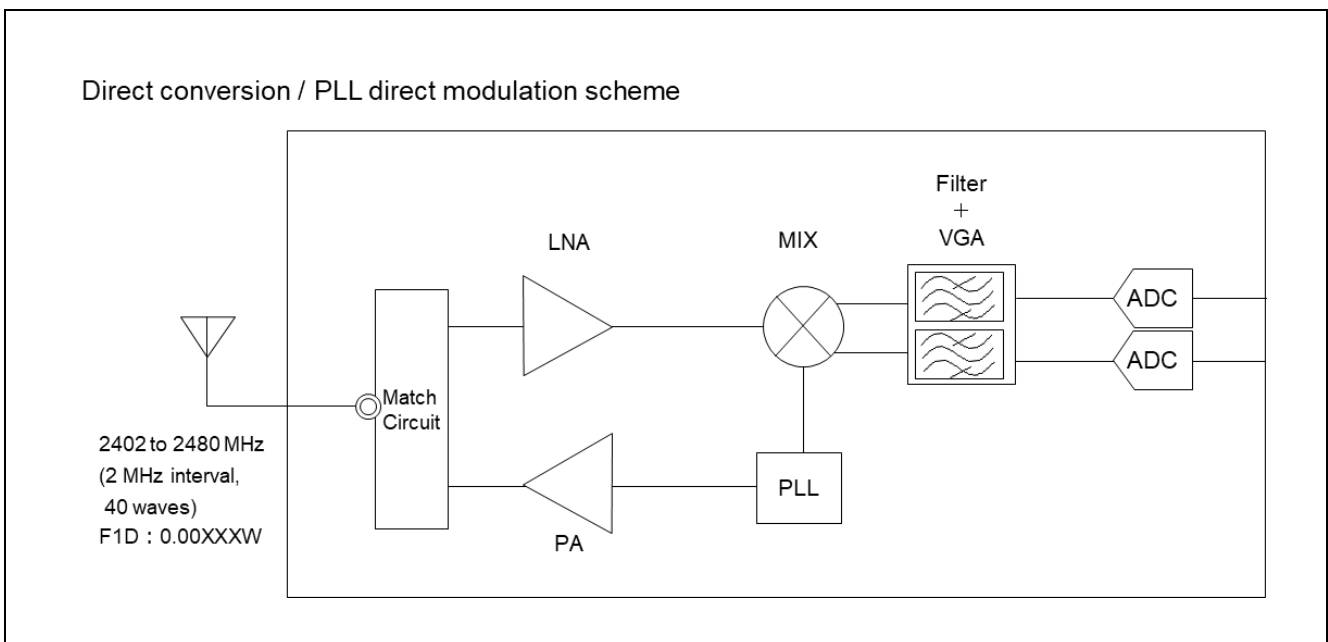 Direct conversion / PLL direct modulation scheme
Filter
+
VGA
LNA
MIX
ADC
ADC
Match
Circuit
2402 to 2480 MHz
(2 MHz interval,
40 waves)
F1D : 0.00XXXW
PLL
PA